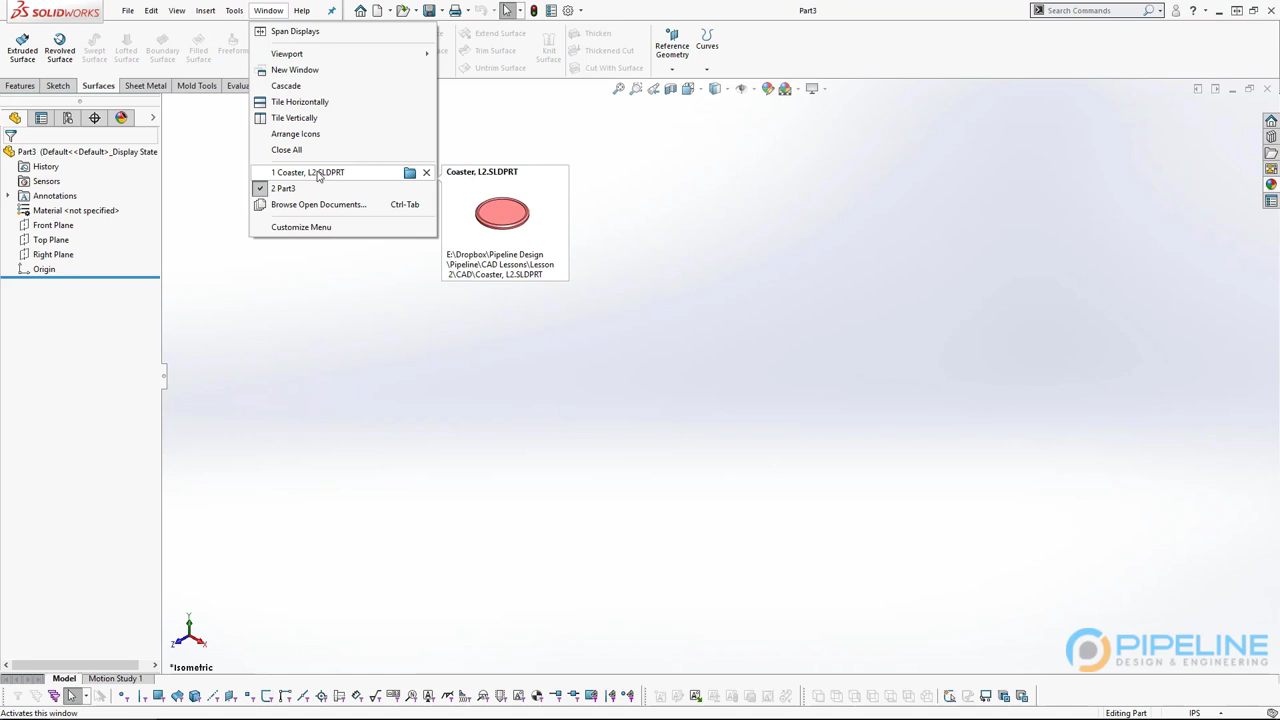 SOLIDWORKS
File
Edit
View
Insert
Tools
Window
Help
Part3
Search Commands
?
Extruded Surface
Revolved Surface
Swept Surface
Lofted Surface
Boundary Surface
Filled Surface
Freeform
Extend Surface
Trim Surface
Untrim Surface
Knit Surface
Thicken
Thickened Cut
Cut With Surface
Reference Geometry
Curves
Features
Sketch
Surfaces
Sheet Metal
Mold Tools
Evalua
Span Displays
Viewport
New Window
Cascade
Tile Horizontally
Tile Vertically
Arrange Icons
Close All
1 Coaster, L2.SLDPRT
2 Part3
Browse Open Documents... Ctrl-Tab
Customize Menu
Coaster, L2.SLDPRT
E:\Dropbox\Pipeline Design
\Pipeline\CAD Lessons\Lesson
2\CAD\Coaster, L2.SLDPRT
Part3 (Default<<Default>_Display State
History
Sensors
Annotations
Material <not specified>
Front Plane
Top Plane
Right Plane
Origin
Y
Z
X
*Isometric
PIPELINE
DESIGN & ENGINEERING
Model
Motion Study 1
Activates this window
Editing Part
IPS